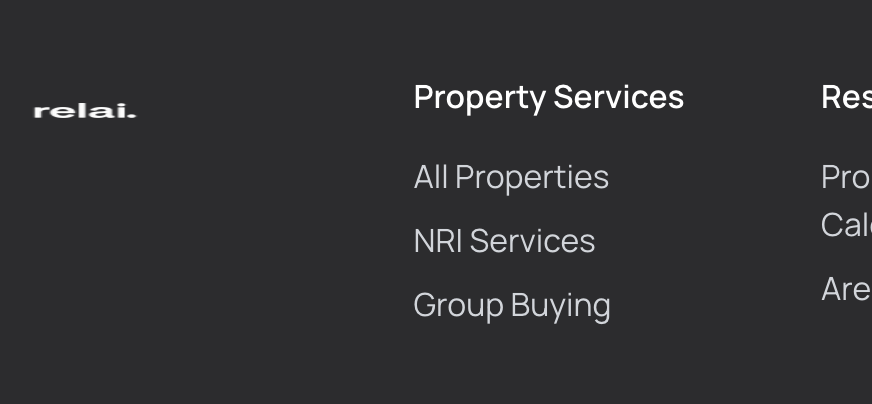 relai.
Property Services
All Properties
NRI Services
Group Buying